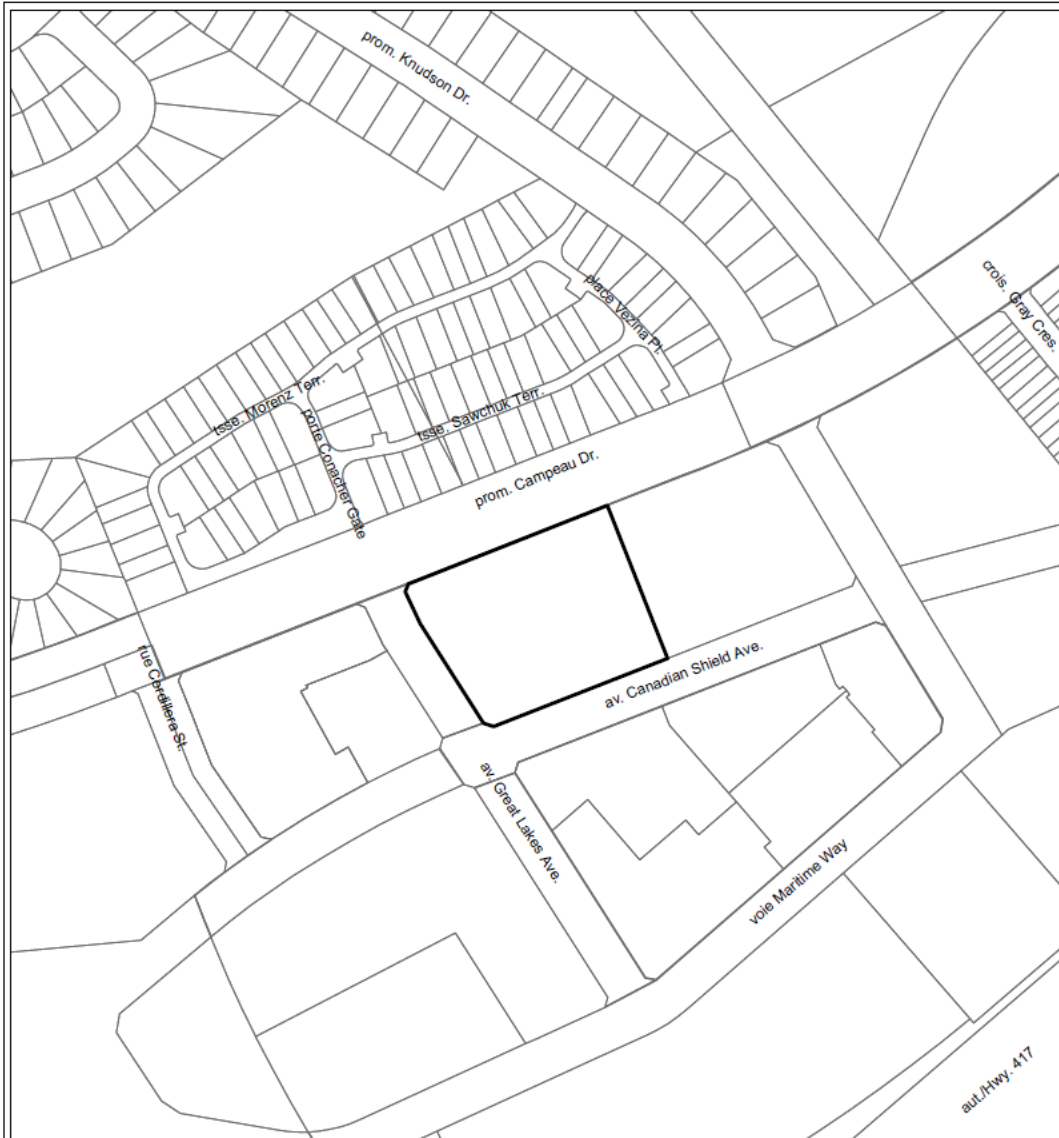 prom. Knudson Dr.
crois. Gray Cres.
place Vezina Pl.
tsse. Morenz Terr.
tsse. Sawchuk Terr.
porte Conacher Gate
prom. Campeau Dr.
rue Cordillera St.
av. Canadian Shield Ave.
av. Great Lakes Ave.
voie Maritime Way
aut./Hwy. 417